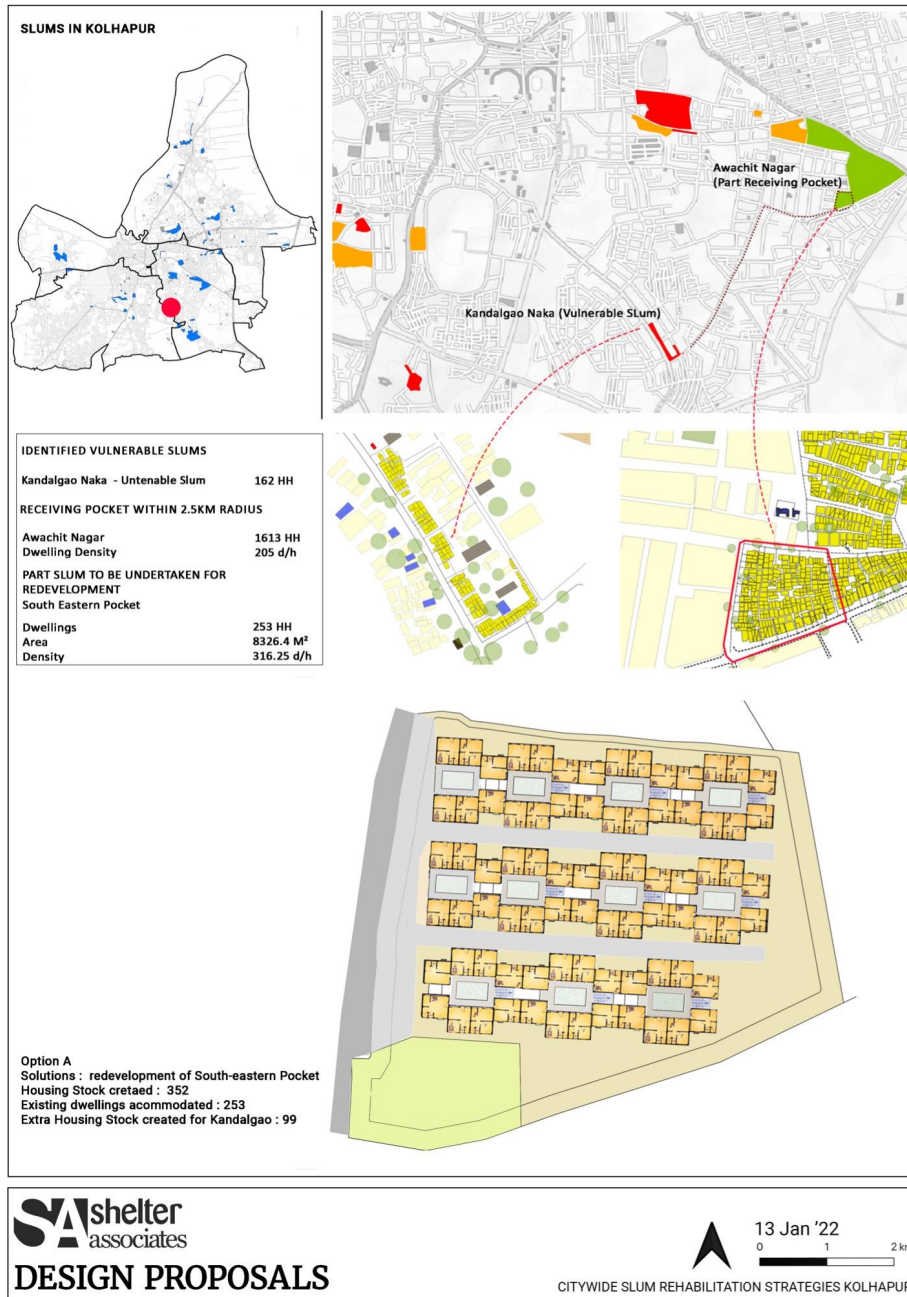 SLUMS IN KOLHAPUR
Awachit Nagar
(Part Receiving Pocket)
Kandalgao Naka (Vulnerable SLum)
IDENTIFIED VULNERABLE SLUMS
Kandalgao Naka - Untenable Slum 162 HH
RECEIVING POCKET WITHIN 2.5KM RADIUS
Awachit Nagar 1613 HH
Dwelling Density 205 d/h
PART SLUM TO BE UNDERTAKEN FOR
REDEVELOPMENT
South Eastern Pocket
Dwellings 253 HH
Area 8326.4 M²
Density 316.25 d/h
Option A
Solutions : redevelopment of South-eastern Pocket
Housing Stock cretaed : 352
Existing dwellings acommodated : 253
Extra Housing Stock created for Kandalgao : 99
SA shelter
associates
DESIGN PROPOSALS
13 Jan '22
0 1 2 km
CITYWIDE SLUM REHABILITATION STRATEGIES KOLHAPUR